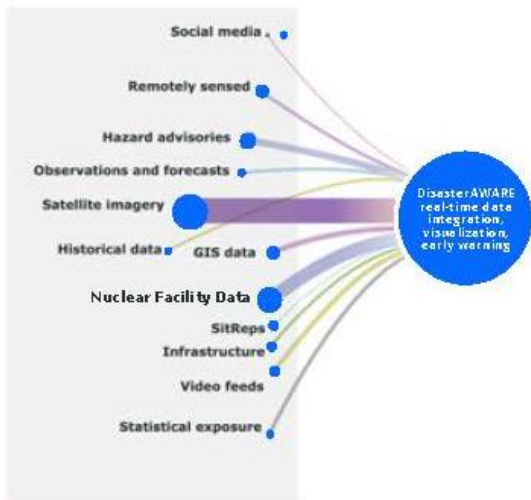 Social media
Remotely sensed
Hazard advisories
Observations and forecasts
Satellite imagery
Historical data
GIS data
Nuclear Facility Data
SitReps
Infrastructure
Video feeds
Statistical exposure
DisasterAWARE
real-time data
integration,
visualization,
early warning